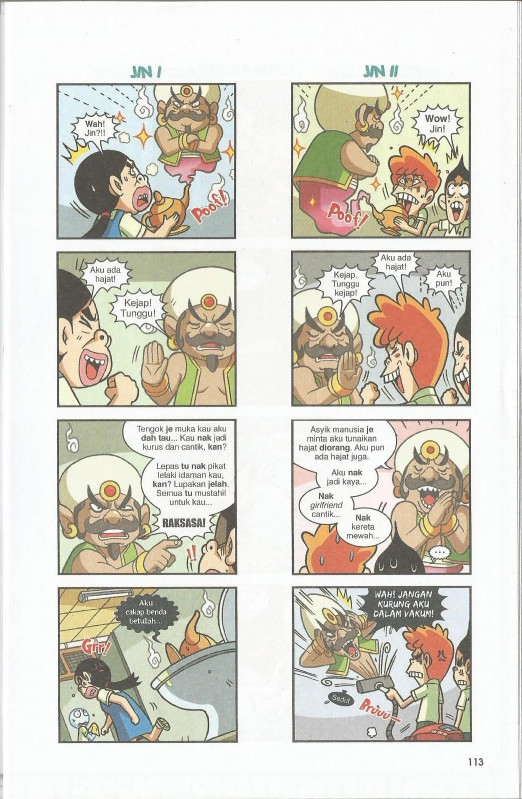 JIN I
Wah!
Jin?!!
Poof!
Aku ada
hajat!
Kejap!
Tunggu!
Tengok je muka kau aku
dah tau... Kau nak jadi
kurus dan cantik, kan?
Lepas tu nak pikat
lelaki idaman kau,
kan? Lupakan jelah.
Semua tu mustahil
untuk kau...
RAKSASA!
!!
Aku
cakap benda
betullah...
Grr!
JIN II
Wow!
Jin!
Poof!
Kejap.
Tunggu
kejap!
Aku ada
hajat!
Aku
pun!
Asyik manusia je
minta aku tunaikan
hajat diorang. Aku pun
ada hajat juga.
Aku nak
jadi kaya...
Nak
girlfriend
cantik...
Nak
kereta
mewah...
...
WAH! JANGAN
KURUNG AKU
DALAM VAKUM!
Sedut
Bruuu
113